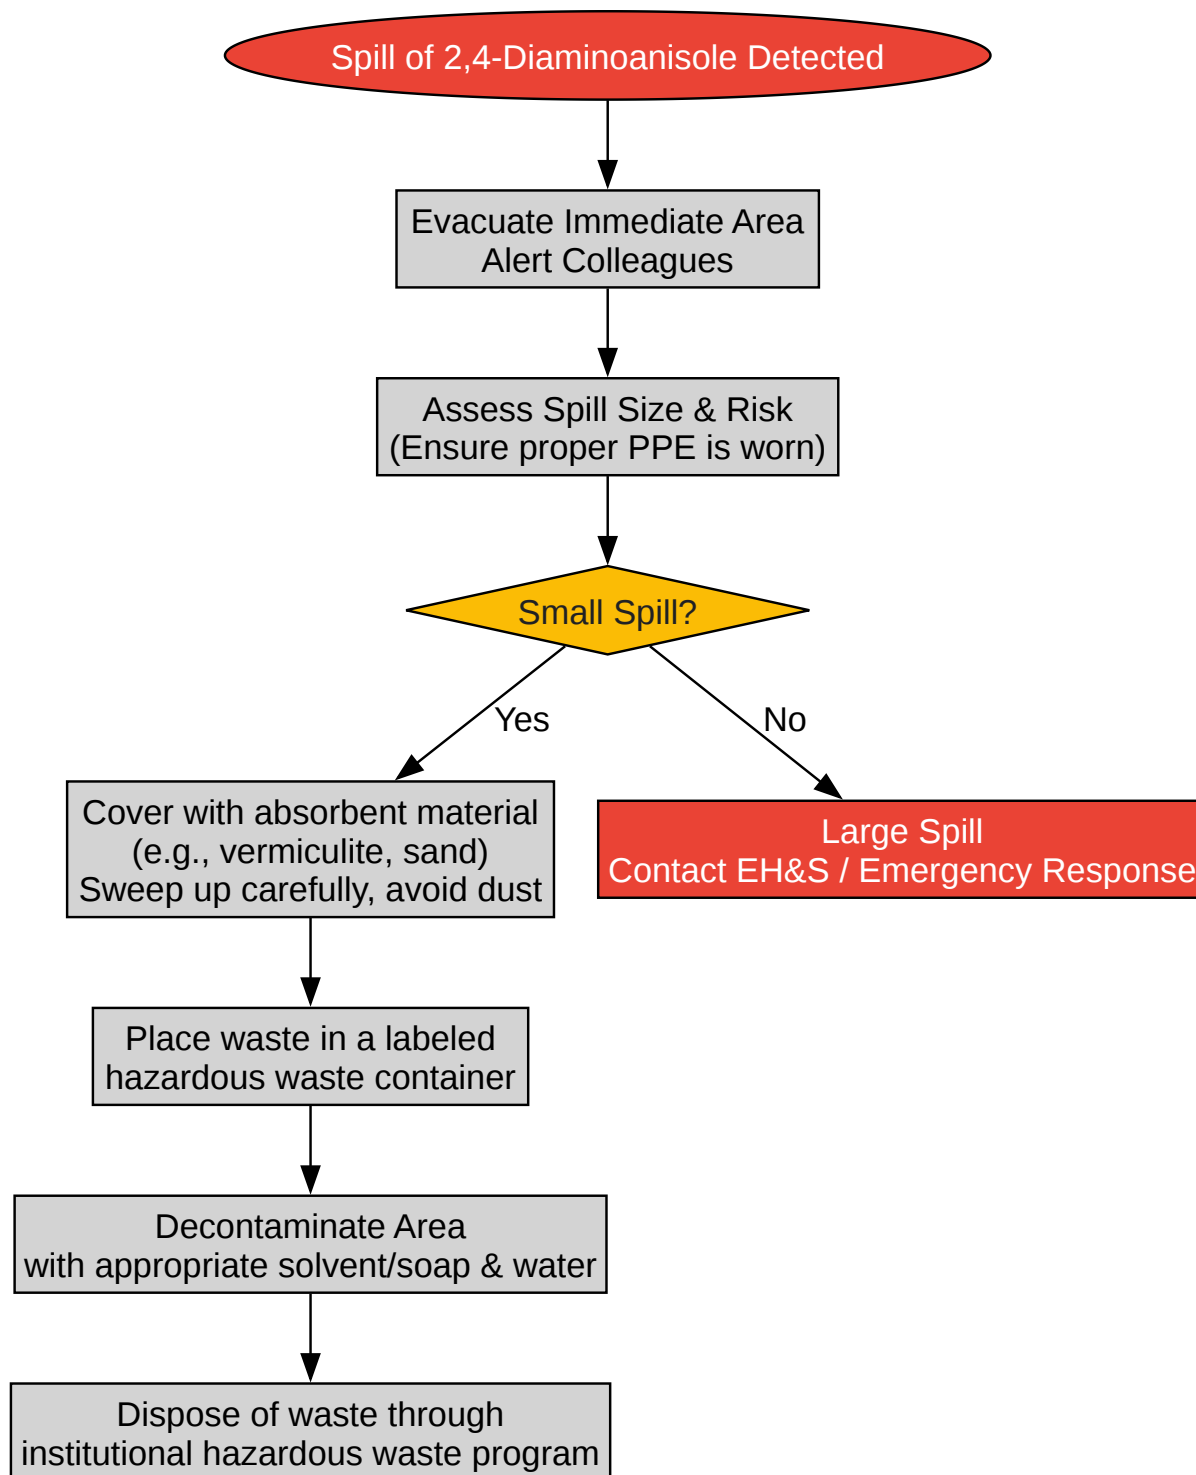 Spill of 2,4-Diaminoanisole Detected
Evacuate Immediate Area
Alert Colleagues
Assess Spill Size & Risk
(Ensure proper PPE is worn)
Small Spill?
Yes
No
Cover with absorbent material
(e.g., vermiculite, sand)
Sweep up carefully, avoid dust
Large Spill
Contact EH&S / Emergency Response
Place waste in a labeled
hazardous waste container
Decontaminate Area
with appropriate solvent/soap & water
Dispose of waste through
institutional hazardous waste program